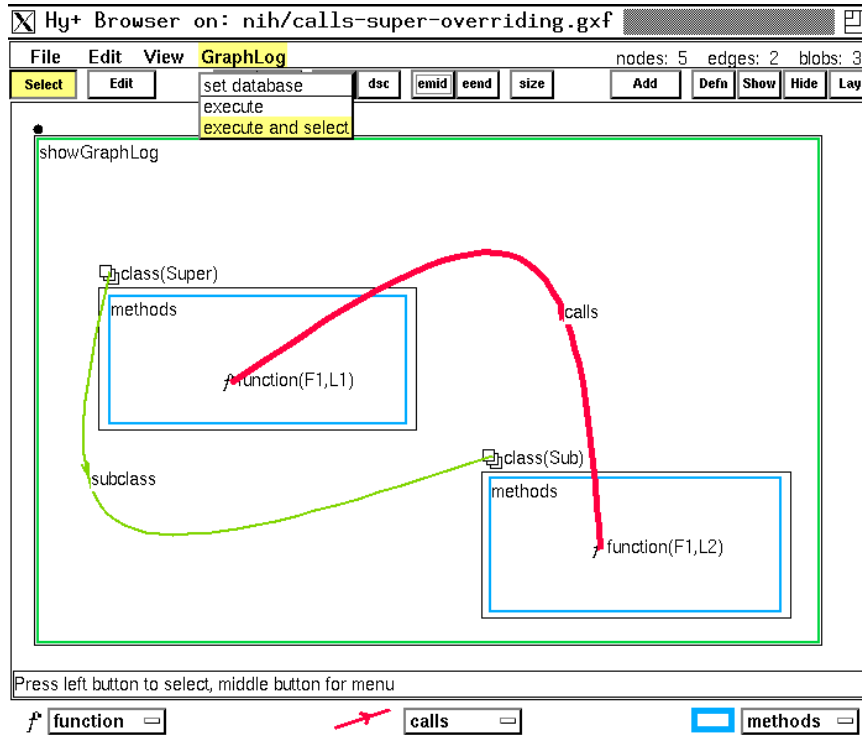 Hy+ Browser on: nih/calls-super-overriding.gxf
File Edit View GraphLog nodes: 5 edges: 2 blobs: 3
Select Edit dsc emid eend size Add Defn Show Hide Lay
set database
execute
execute and select
showGraphLog
class(Super)
methods
calls
function(F1,L1)
class(Sub)
subclass
methods
function(F1,L2)
Press left button to select, middle button for menu
f function calls methods